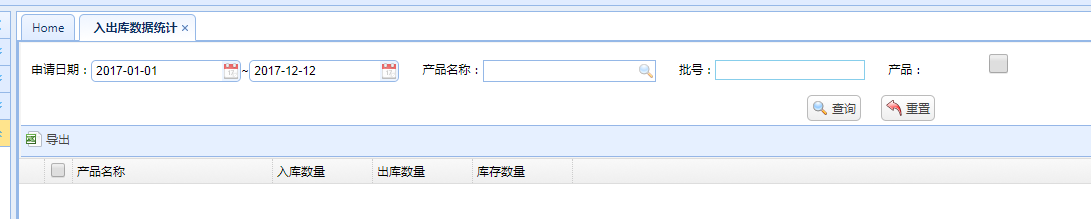 Home 入出库数据统计
申请日期： 2017-01-01 ~ 2017-12-12 产品名称： 批号： 产品：
查询 重置
导出
产品名称 入库数量 出库数量 库存数量